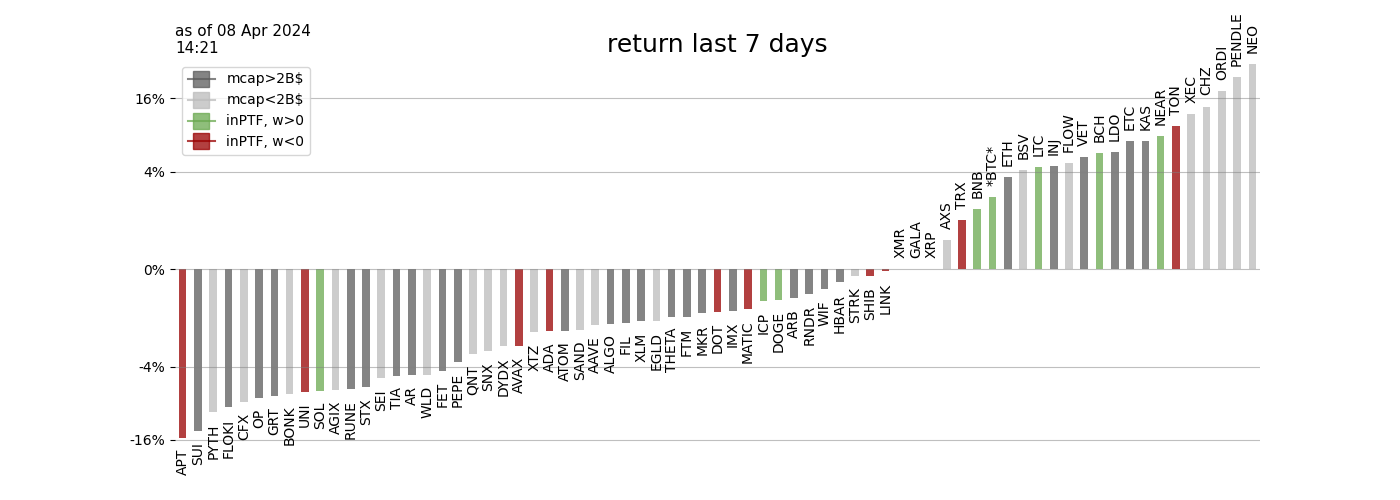 as of 08 Apr 2024
14:21
return last 7 days
mcap>2B$
mcap<2B$
inPTF, w>0
inPTF, w<0
16%
4%
0%
-4%
-16%
APT
SUI
PYTH
FLOKI
CFX
OP
GRT
BONK
UNI
SOL
AGIX
RUNE
STX
SEI
TIA
AR
WLD
FET
PEPE
QNT
SNX
DYDX
AVAX
XTZ
ADA
ATOM
SAND
AAVE
ALGO
FIL
XLM
EGLD
THETA
FTM
MKR
DOT
IMX
MATIC
ICP
DOGE
ARB
RNDR
WIF
HBAR
STRK
SHIB
LINK
XMR
GALA
XRP
AXS
TRX
BNB
*BTC*
ETH
BSV
LTC
INJ
FLOW
VET
BCH
LDO
ETC
KAS
NEAR
TON
XEC
CHZ
ORDI
PENDLE
NEO